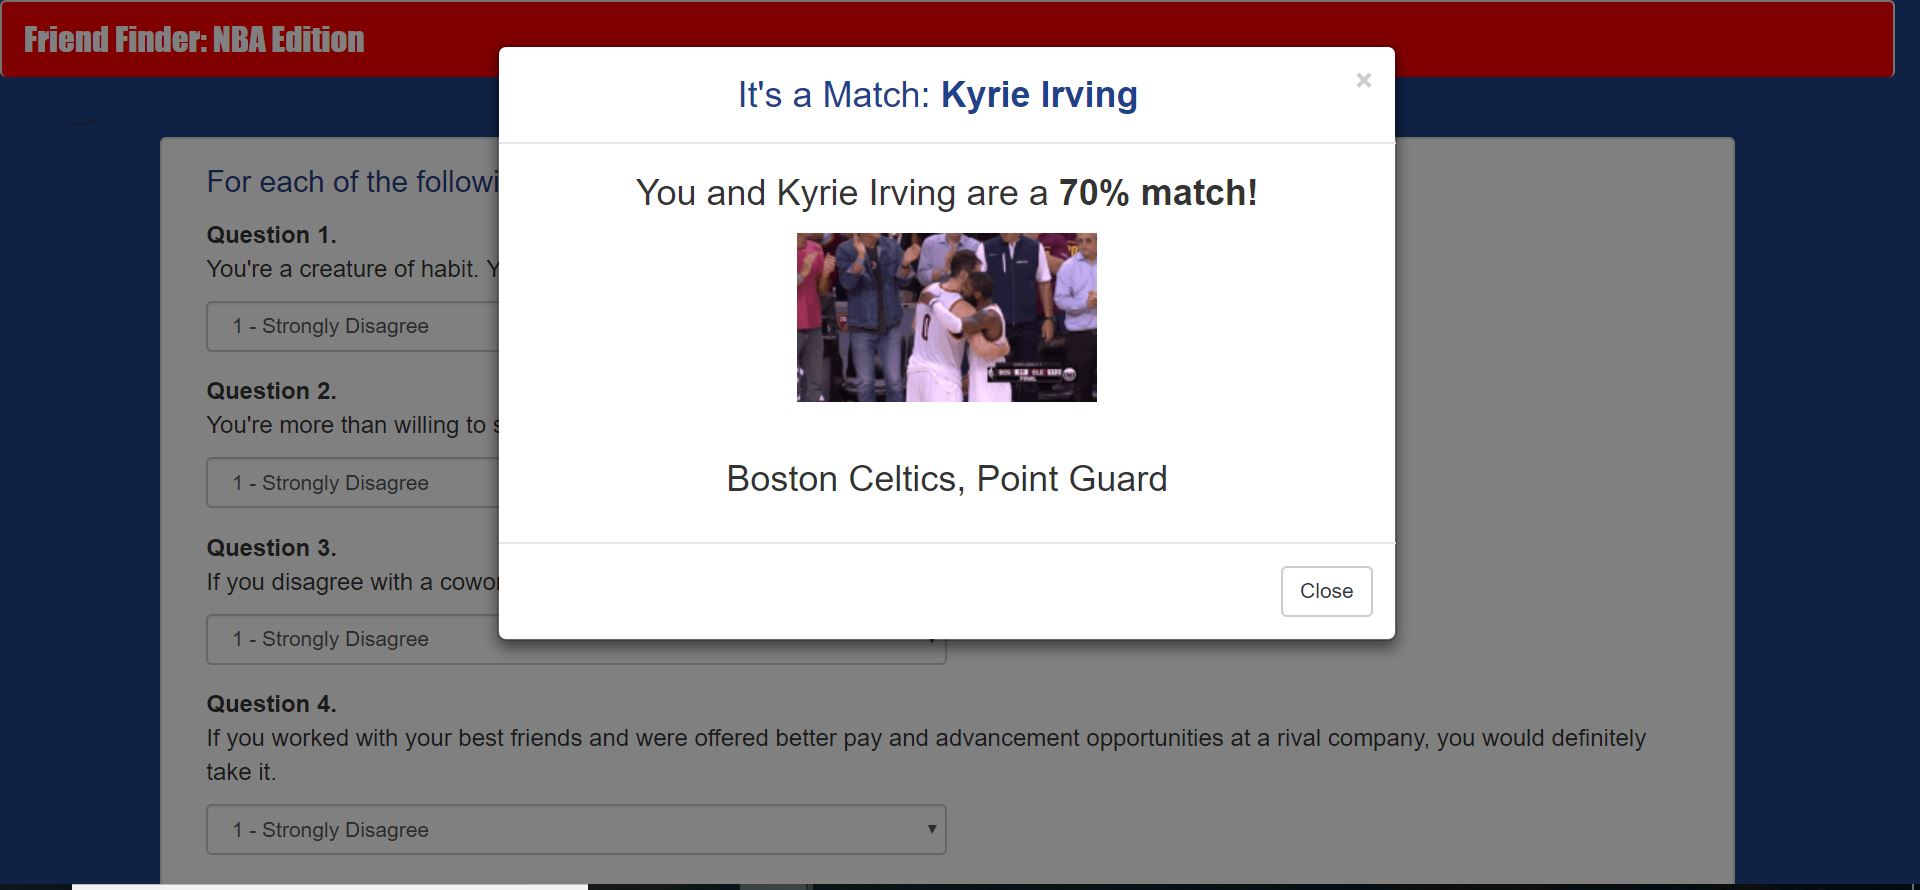 Friend Finder: NBA Edition
It's a Match: Kyrie Irving
×
-->
For each of the followi
You and Kyrie Irving are a 70% match!
Question 1.
You're a creature of habit. Y
1 - Strongly Disagree
0
FINAL
Question 2.
You're more than willing to s
1 - Strongly Disagree
Boston Celtics, Point Guard
Question 3.
If you disagree with a cowor
1 - Strongly Disagree
Close
Question 4.
If you worked with your best friends and were offered better pay and advancement opportunities at a rival company, you would definitely
take it.
1 - Strongly Disagree